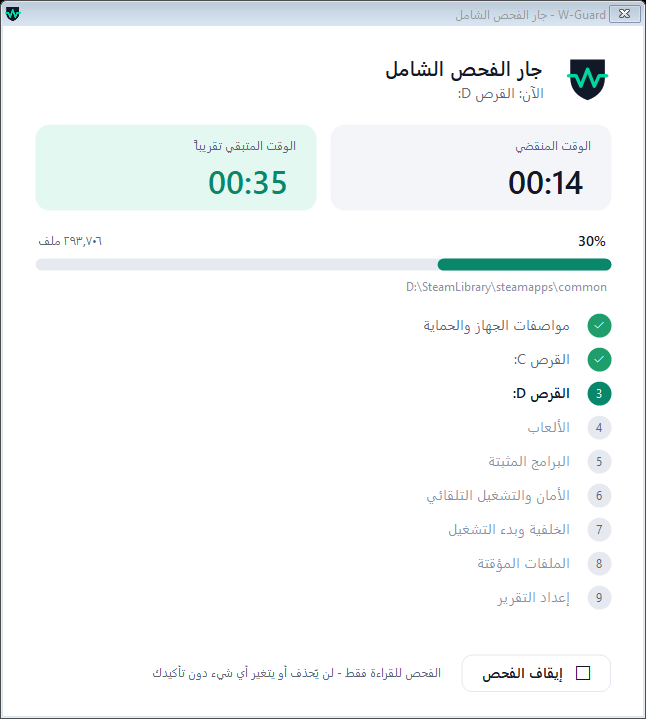 W-Guard - جار الفحص الشامل
جار الفحص الشامل
الآن: القرص D:
الوقت المنقضي
00:14
الوقت المتبقي تقريباً
00:35
30%
٢٩٣,٧٠٦ ملف
D:\SteamLibrary\steamapps\common
مواصفات الجهاز والحماية
القرص C:
3 القرص D:
4 الألعاب
5 البرامج المثبتة
6 الأمان والتشغيل التلقائي
7 الخلفية وبدء التشغيل
8 الملفات المؤقتة
9 إعداد التقرير
إيقاف الفحص
الفحص للقراءة فقط - لن يُحذف أو يتغير أي شيء دون تأكيدك